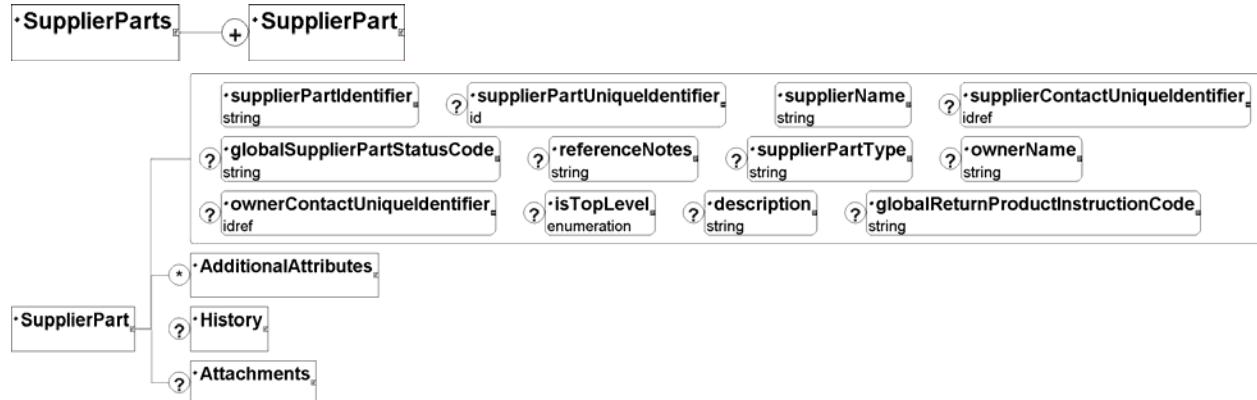 SupplierParts + SupplierPart
supplierPartIdentifier ? supplierPartUniqueIdentifier supplierName ? supplierContactUniqueIdentifier
string id string idref
? globalSupplierPartStatusCode ? referenceNotes ? supplierPartType ? ownerName
string string string string
? ownerContactUniqueIdentifier ? isTopLevel ? description ? globalReturnProductInstructionCode
idref enumeration string string
* AdditionalAttributes
SupplierPart ? History
? Attachments